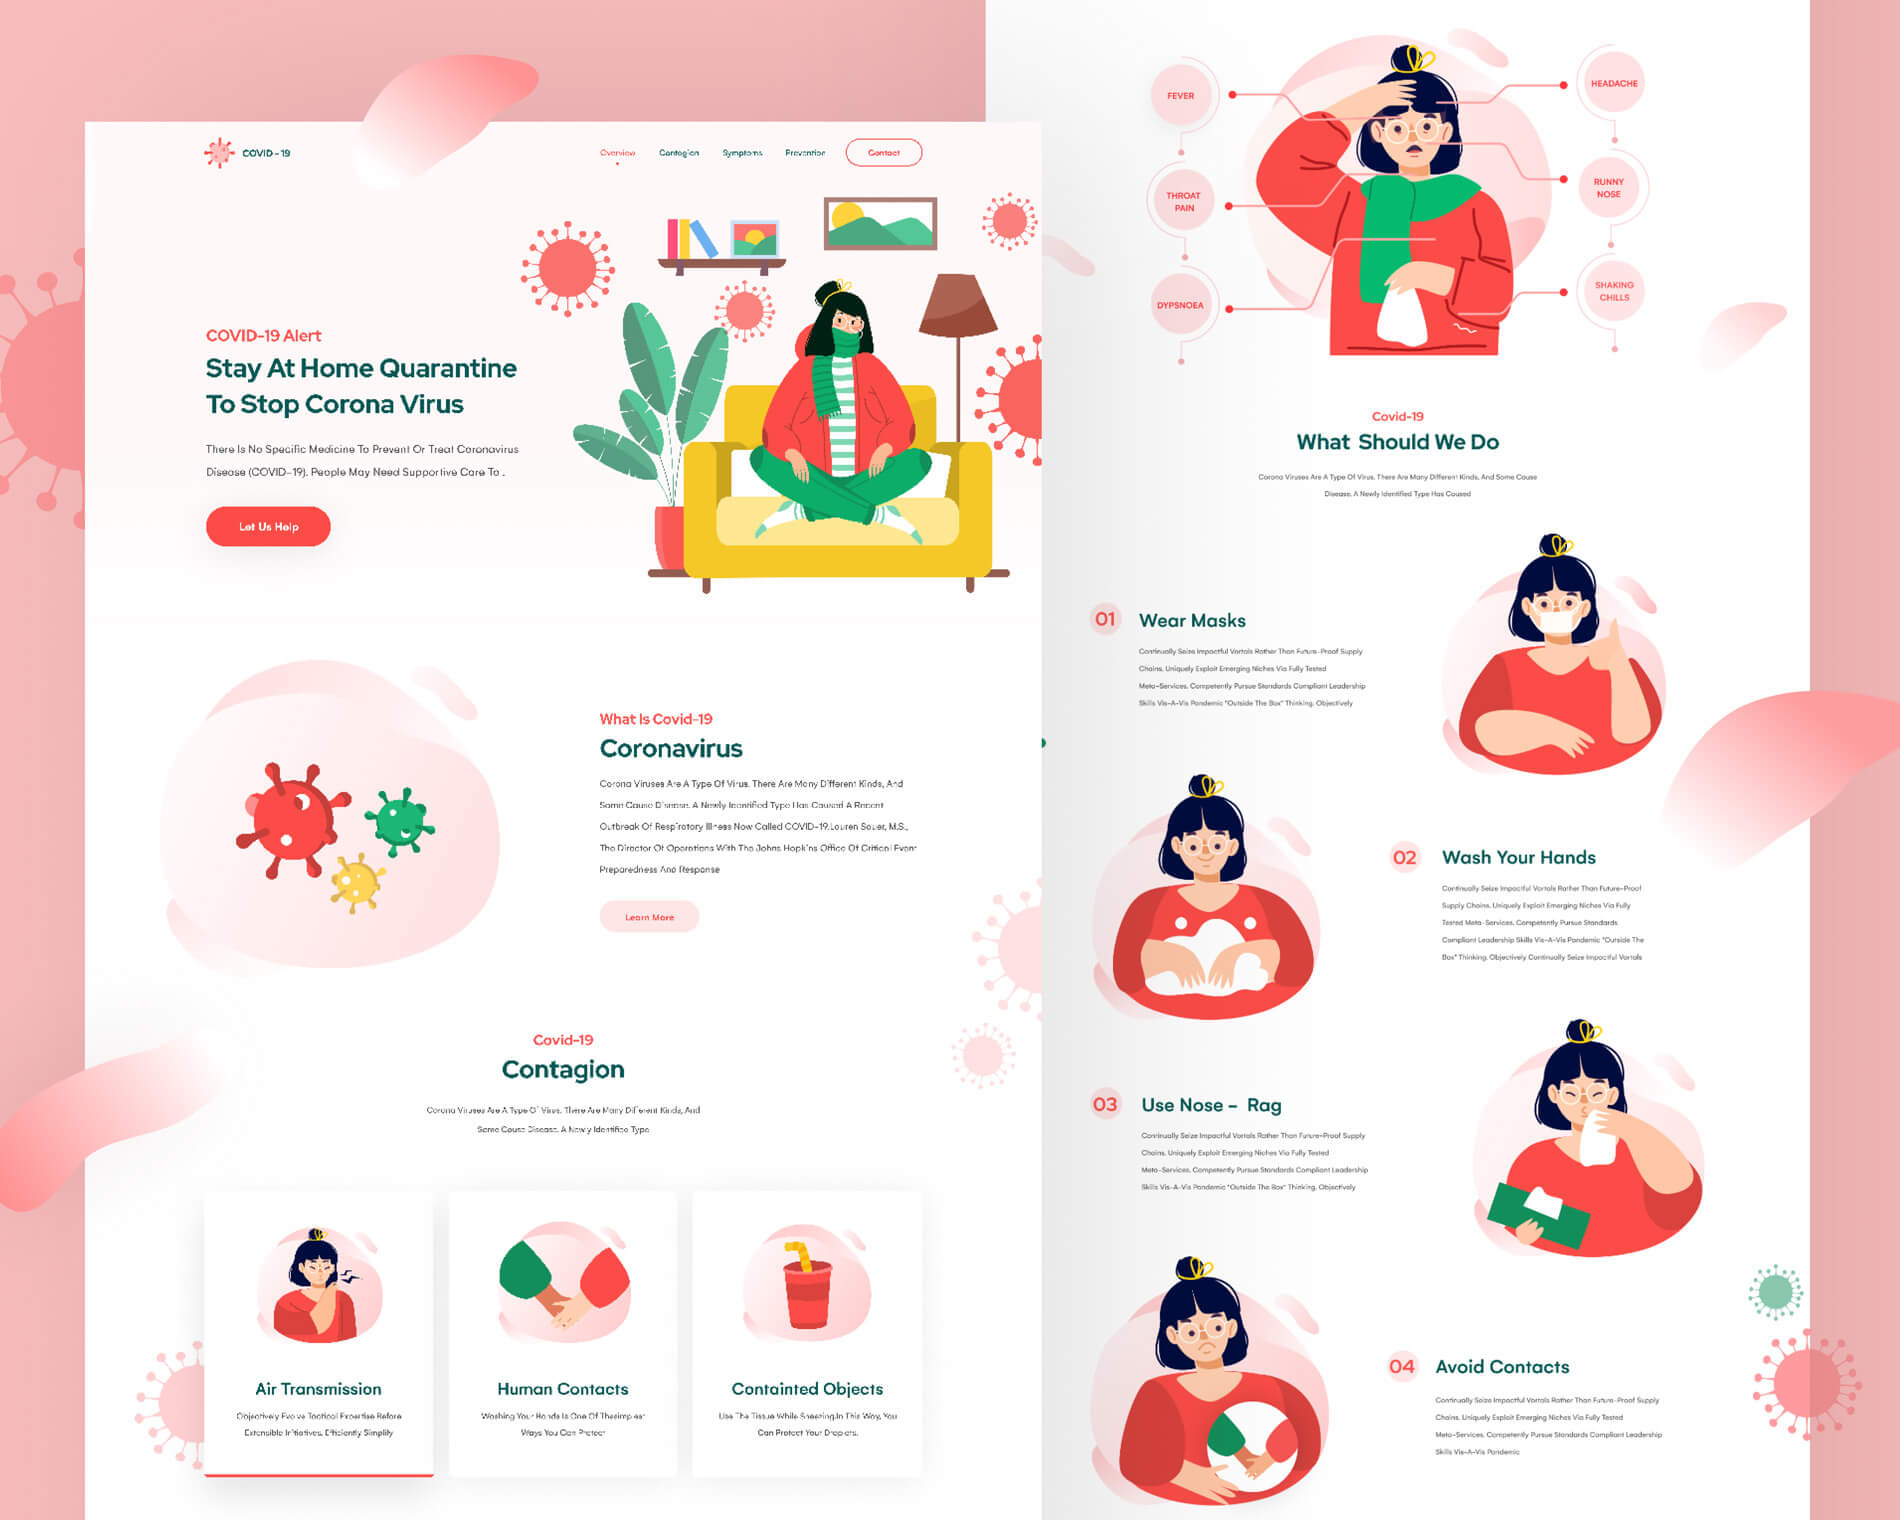 COVID - 19
Overview
Contagion
Symptoms
Prevention
Contact
COVID-19 Alert
Stay At Home Quarantine
To Stop Corona Virus
There Is No Specific Medicine To Prevent Or Treat Coronavirus
Disease (COVID-19). People May Need Supportive Care To .
Let Us Help
What Is Covid-19
Coronavirus
Corona Viruses Are A Type Of Virus. There Are Many Different Kinds, And
Some Cause Disease. A Newly Identified Type Has Caused A Recent
Outbreak Of Respiratory Illness Now Called COVID-19.Lauren Sauer, M.S.,
The Director Of Operations With The Johns Hopkins Office Of Critical Event
Preparedness And Response
Learn More
Covid-19
Contagion
Corona Viruses Are A Type Of Virus. There Are Many Different Kinds, And
Some Cause Disease. A Newly Identified Type
Air Transmission
Objectively Evolve Tactical Expertise Before
Extensible Initiatives. Efficiently Simplify
Human Contacts
Washing Your Hands Is One Of Thesimplest
Ways You Can Protect
Containted Objects
Use The Tissue While Sneezing.In This Way, You
Can Protect Your Droplets.
FEVER
HEADACHE
THROAT
PAIN
RUNNY
NOSE
DYPSNOEA
SHAKING
CHILLS
Covid-19
What Should We Do
Corona Viruses Are A Type Of Virus. There Are Many Different Kinds, And Some Cause
Disease. A Newly Identified Type Has Caused
01
Wear Masks
Continually Seize Impactful Vortals Rather Than Future-Proof Supply
Chains. Uniquely Exploit Emerging Niches Via Fully Tested
Meta-Services. Competently Pursue Standards Compliant Leadership
Skills Vis-A-Vis Pandemic "Outside The Box" Thinking. Objectively
02
Wash Your Hands
Continually Seize Impactful Vortals Rather Than Future-Proof
Supply Chains. Uniquely Exploit Emerging Niches Via Fully
Tested Meta-Services. Competently Pursue Standards
Compliant Leadership Skills Vis-A-Vis Pandemic "Outside The
Box" Thinking. Objectively Continually Seize Impactful Vortals
03
Use Nose - Rag
Continually Seize Impactful Vortals Rather Than Future-Proof Supply
Chains. Uniquely Exploit Emerging Niches Via Fully Tested
Meta-Services. Competently Pursue Standards Compliant Leadership
Skills Vis-A-Vis Pandemic "Outside The Box" Thinking. Objectively
04
Avoid Contacts
Continually Seize Impactful Vortals Rather Than Future-Proof Supply
Chains. Uniquely Exploit Emerging Niches Via Fully Tested
Meta-Services. Competently Pursue Standards Compliant Leadership
Skills Vis-A-Vis Pandemic